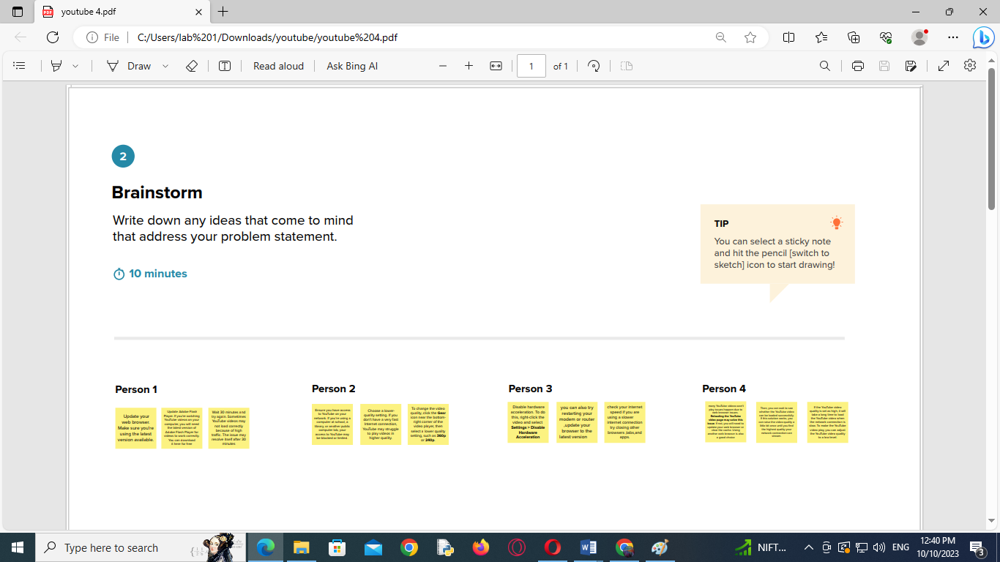 youtube 4.pdf
File
C:/Users/lab%201/Downloads/youtube/youtube%204.pdf
Draw
Read aloud
Ask Bing AI
1
of 1
2
Brainstorm
Write down any ideas that come to mind
that address your problem statement.
10 minutes
TIP
You can select a sticky note
and hit the pencil [switch to
sketch] icon to start drawing!
Person 1
Update your
web browser.
Make sure you're
using the latest
version available.
Update Adobe Flash
Player. If you're watching
YouTube videos on your
computer, you will need
the latest version of
Adobe Flash Player for
videos to work correctly.
You can download
it here for free
Wait 30 minutes and
try again. Sometimes
YouTube videos may
not load correctly
because of high
traffic. The issue may
resolve itself after 30
minutes
Person 2
Ensure you have access
to YouTube on your
network. If you're using a
computer at school, a
library, or another public
computer lab, your
access to YouTube may
be blocked or limited.
Choose a lower-
quality setting. If you
don't have a very fast
Internet connection,
YouTube may struggle
to play videos in
higher quality.
To change the video
quality, click the Gear
icon near the bottom-
right corner of the
video player, then
select a lower quality
setting, such as 360p
or 240p.
Person 3
Disable hardware
acceleration. To do
this, right-click the
video and select
Settings > Disable
Hardware
Acceleration
you can also try
restarting your
modem or router
,update your
browser to the
latest version
check your internet
speed if you are
using a slower
internet connection
try closing other
browsers ,tabs,and
apps.
Person 4
many YouTube videos won't
play issues happen due to
web browser issues.
Reloading the YouTube
video page may solve this
issue. If not, you will need to
update your web browser or
clear the cache. Using
another web browser is also
a good choice
Then, you can wait to see
whether the YouTube video
can be loaded successfully.
If this solution works, you
can raise the video quality a
little bit once until you find
the highest quality your
network connection can
stream.
If the YouTube video
quality is set as high, it will
take a long time to load
the YouTube video when
the network connection is
slow. To make the YouTube
video play, you can adjust
the YouTube video quality
to a low level.
Type here to search
NIFT...
ENG
12:40 PM
10/10/2023
3